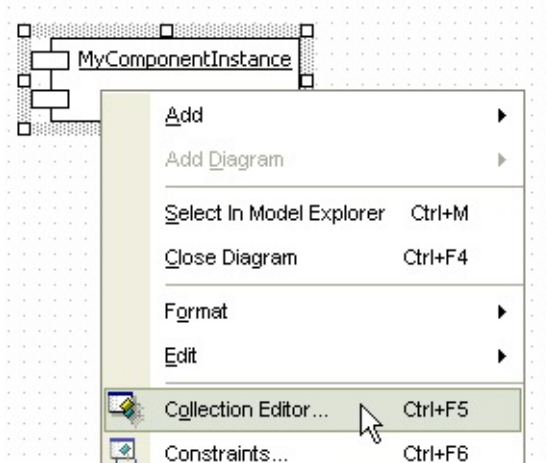 MyComponentInstance
Add
Add Diagram
Select In Model Explorer Ctrl+M
Close Diagram Ctrl+F4
Format
Edit
Collection Editor... Ctrl+F5
Constraints... Ctrl+F6